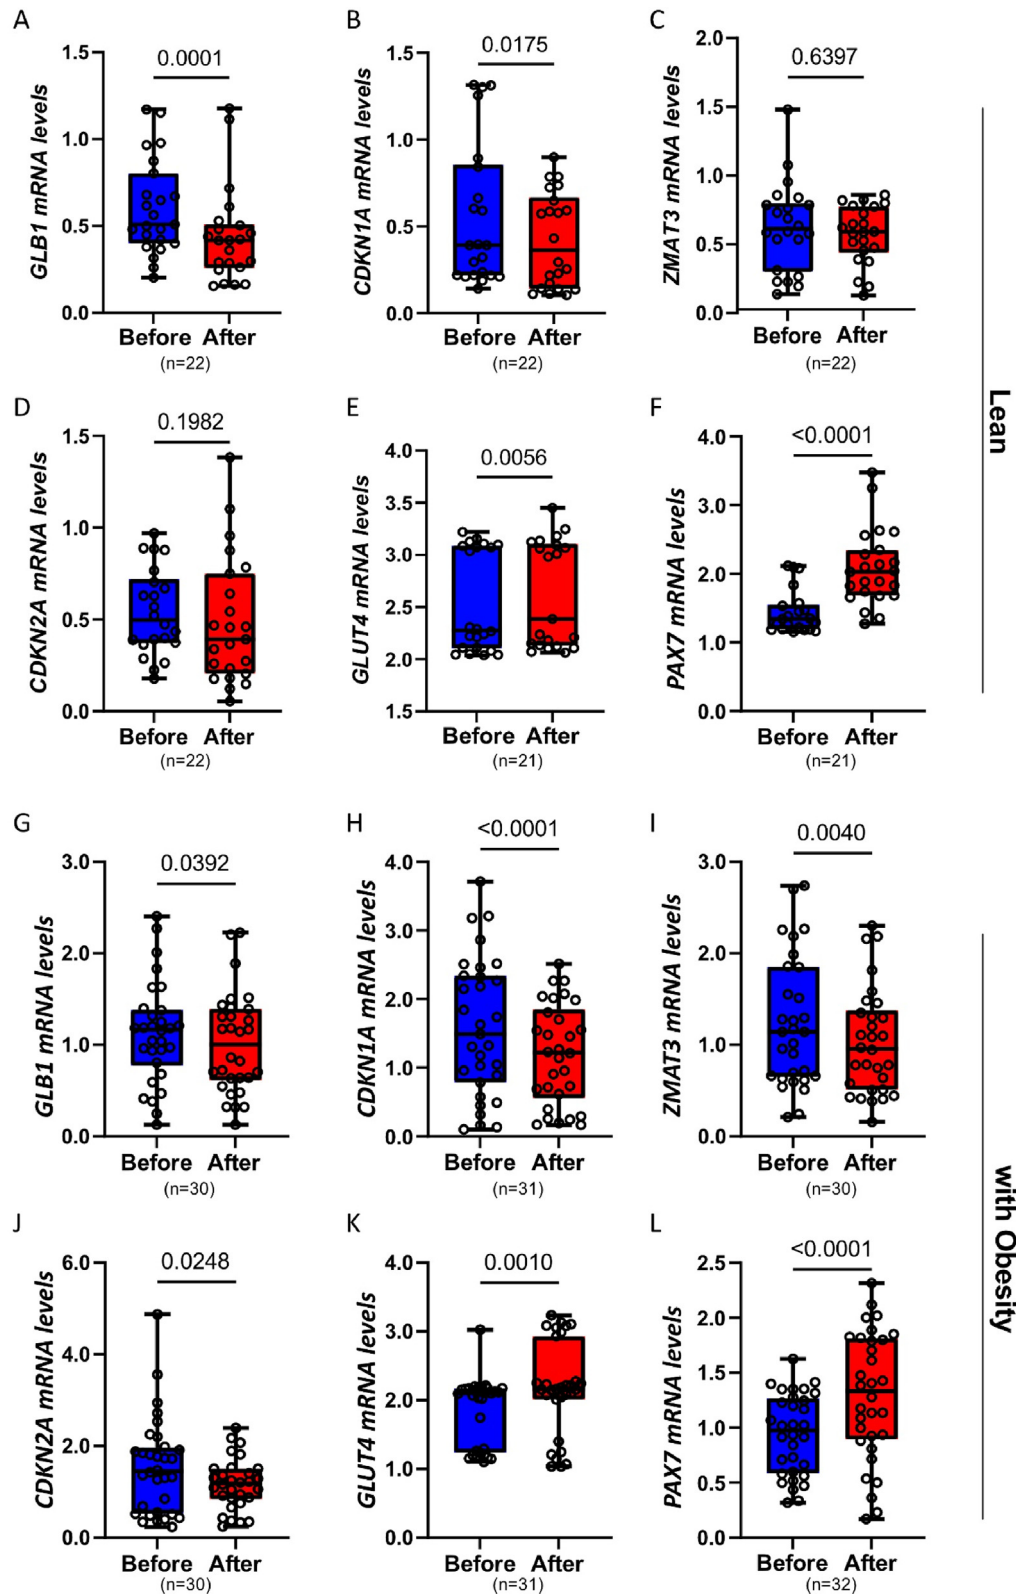 A
GLB1 mRNA levels
1.5
1.0
0.5
0.0
0.0001
Before After
(n=22)
B
CDKN1A mRNA levels
1.5
1.0
0.5
0.0
0.0175
Before After
(n=22)
C
ZMAT3 mRNA levels
2.0
1.5
1.0
0.5
0.0
0.6397
Before After
(n=22)
D
CDKN2A mRNA levels
1.5
1.0
0.5
0.0
0.1982
Before After
(n=22)
E
GLUT4 mRNA levels
4.0
3.0
2.5
2.0
1.5
0.0056
Before After
(n=21)
F
PAX7 mRNA levels
4.0
3.0
2.0
1.0
0.0
<0.0001
Before After
(n=21)
Lean
G
GLB1 mRNA levels
3.0
2.0
1.0
0.0
0.0392
Before After
(n=30)
H
CDKN1A mRNA levels
4.0
3.0
2.0
1.0
0.0
<0.0001
Before After
(n=31)
I
ZMAT3 mRNA levels
3.0
2.0
1.0
0.0
0.0040
Before After
(n=30)
J
CDKN2A mRNA levels
6.0
4.0
2.0
0.0
0.0248
Before After
(n=30)
K
GLUT4 mRNA levels
4.0
3.0
2.0
1.0
0.0
0.0010
Before After
(n=31)
L
PAX7 mRNA levels
2.5
2.0
1.5
1.0
0.5
0.0
<0.0001
Before After
(n=32)
with Obesity